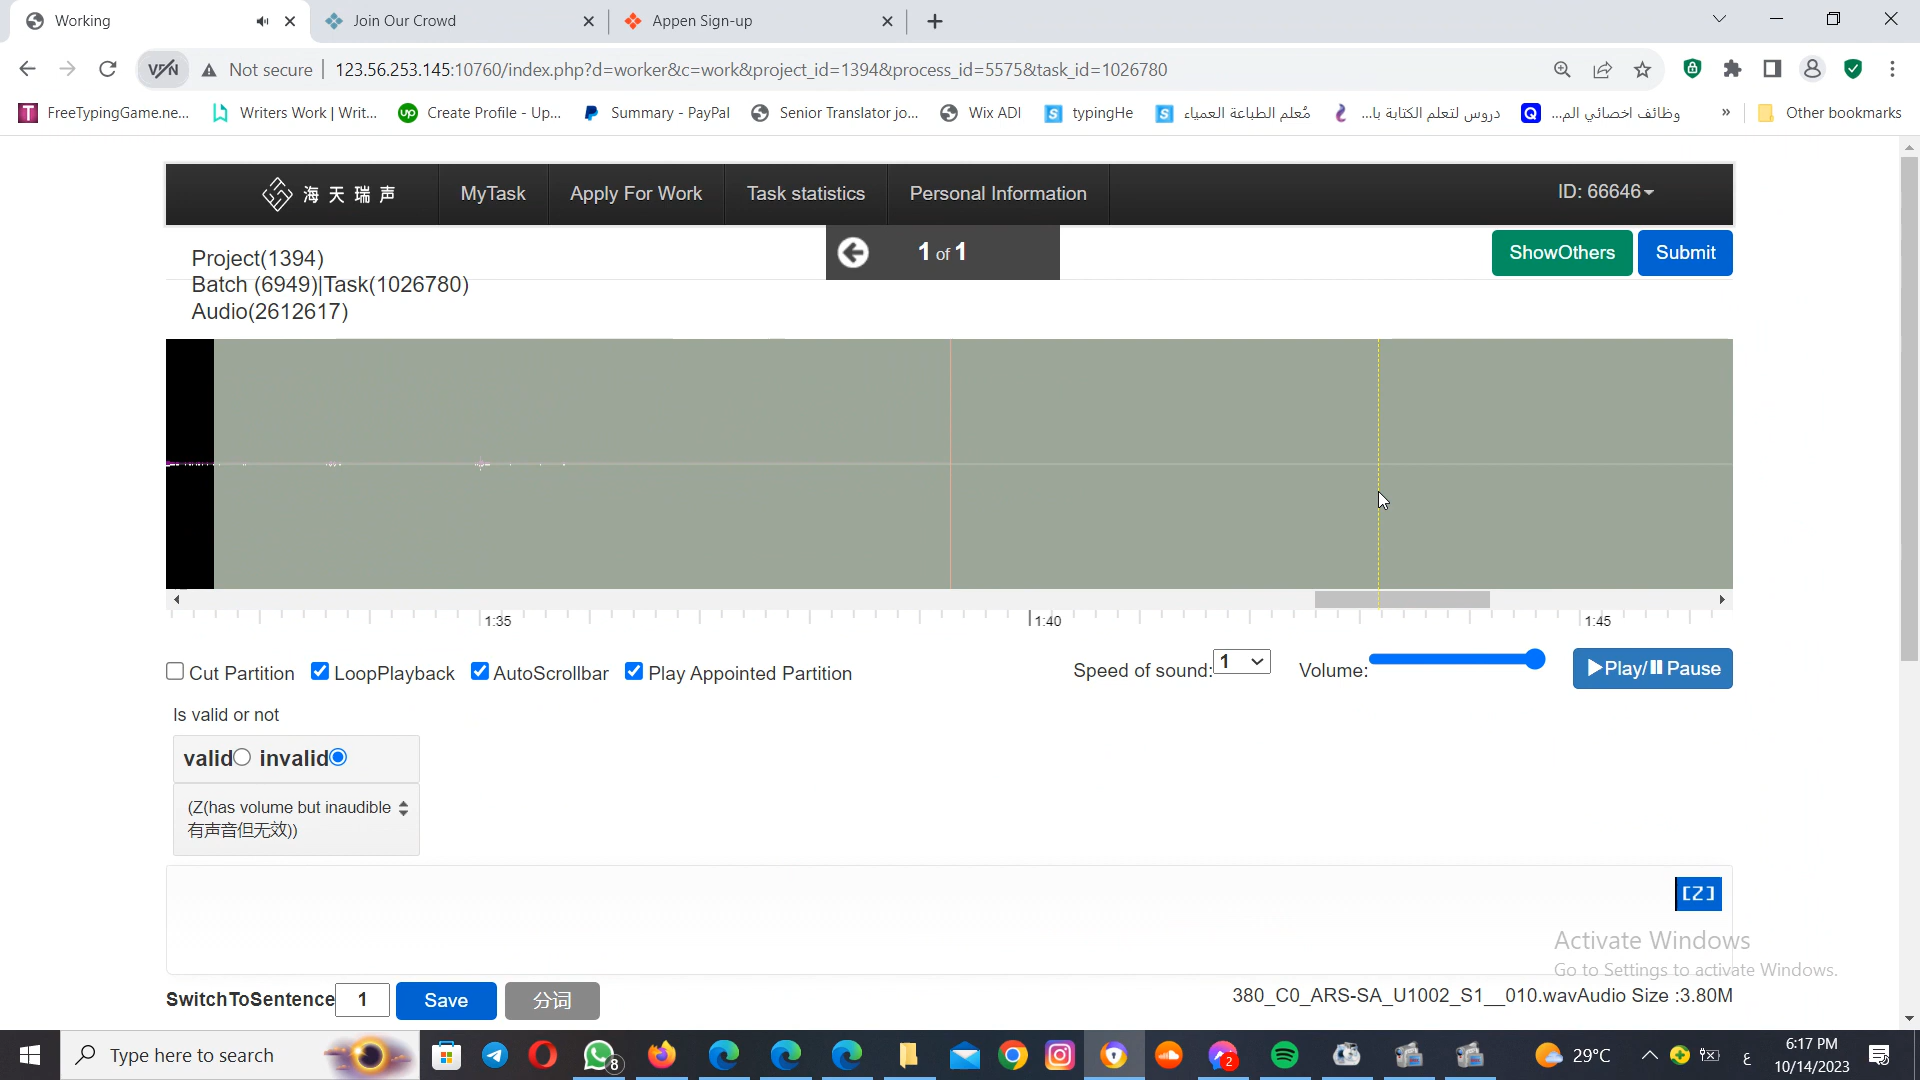 Working
Join Our Crowd
Appen Sign-up
VPN
Not secure
123.56.253.145:10760/index.php?d=worker&c=work&project_id=1394&process_id=5575&task_id=1026780
FreeTypingGame.ne...
Writers Work | Writ...
Create Profile - Up...
Summary - PayPal
Senior Translator jo...
Wix ADI
typingHe
مُعلم الطباعة العمياء
دروس لتعلم الكتابة با...
وظائف اخصائي الم...
»
Other bookmarks
海天瑞声
MyTask
Apply For Work
Task statistics
Personal Information
ID: 66646
Project(1394)
Batch (6949)|Task(1026780)
Audio(2612617)
1 of 1
ShowOthers
Submit
1:35
1:40
1:45
Cut Partition
LoopPlayback
AutoScrollbar
Play Appointed Partition
Speed of sound:
1
Volume:
Play/ Pause
Is valid or not
valid
invalid
(Z(has volume but inaudible
有声音但无效))
[Z]
Activate Windows
Go to Settings to activate Windows.
SwitchToSentence
1
Save
分词
380_C0_ARS-SA_U1002_S1__010.wavAudio Size :3.80M
Type here to search
8
2
29°C
ع
6:17 PM
10/14/2023